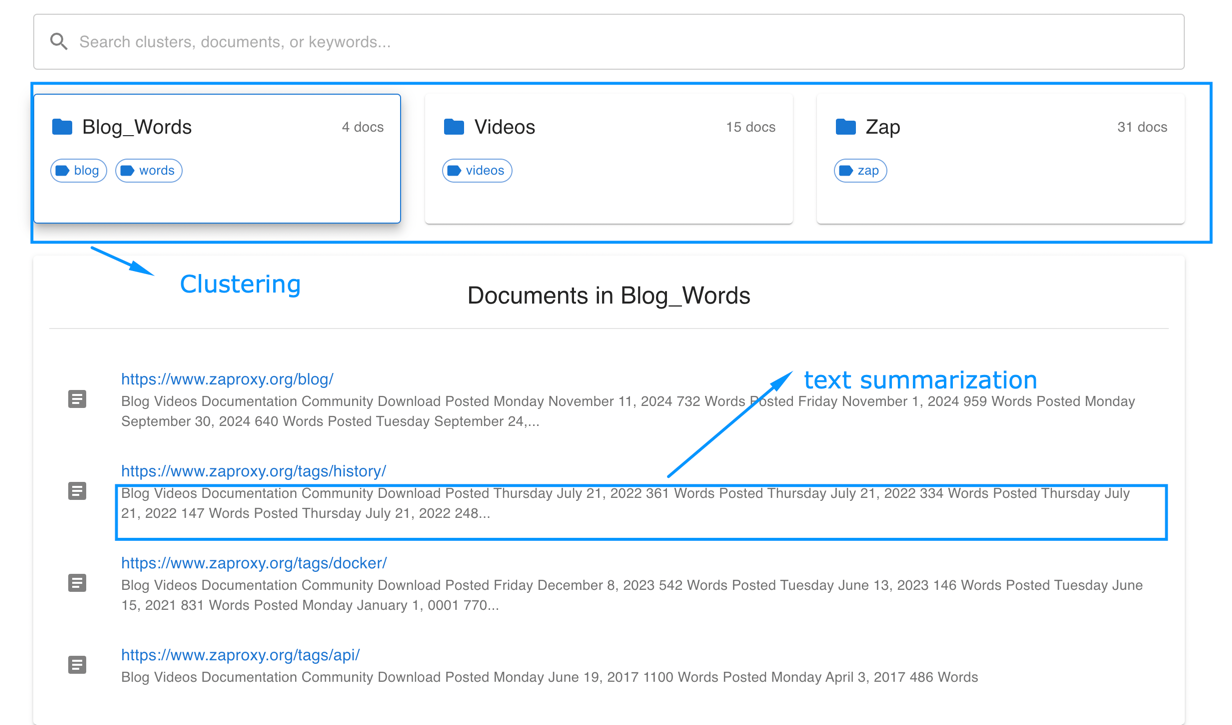 Search clusters, documents, or keywords...
Blog_Words 4 docs
blog words
Videos 15 docs
videos
Zap 31 docs
zap
Clustering
Documents in Blog_Words
https://www.zaproxy.org/blog/
text summarization
Blog Videos Documentation Community Download Posted Monday November 11, 2024 732 Words Posted Friday November 1, 2024 959 Words Posted Monday
September 30, 2024 640 Words Posted Tuesday September 24,...
https://www.zaproxy.org/tags/history/
Blog Videos Documentation Community Download Posted Thursday July 21, 2022 361 Words Posted Thursday July 21, 2022 334 Words Posted Thursday July
21, 2022 147 Words Posted Thursday July 21, 2022 248...
https://www.zaproxy.org/tags/docker/
Blog Videos Documentation Community Download Posted Friday December 8, 2023 542 Words Posted Tuesday June 13, 2023 146 Words Posted Tuesday June
15, 2021 831 Words Posted Monday January 1, 0001 770...
https://www.zaproxy.org/tags/api/
Blog Videos Documentation Community Download Posted Monday June 19, 2017 1100 Words Posted Monday April 3, 2017 486 Words